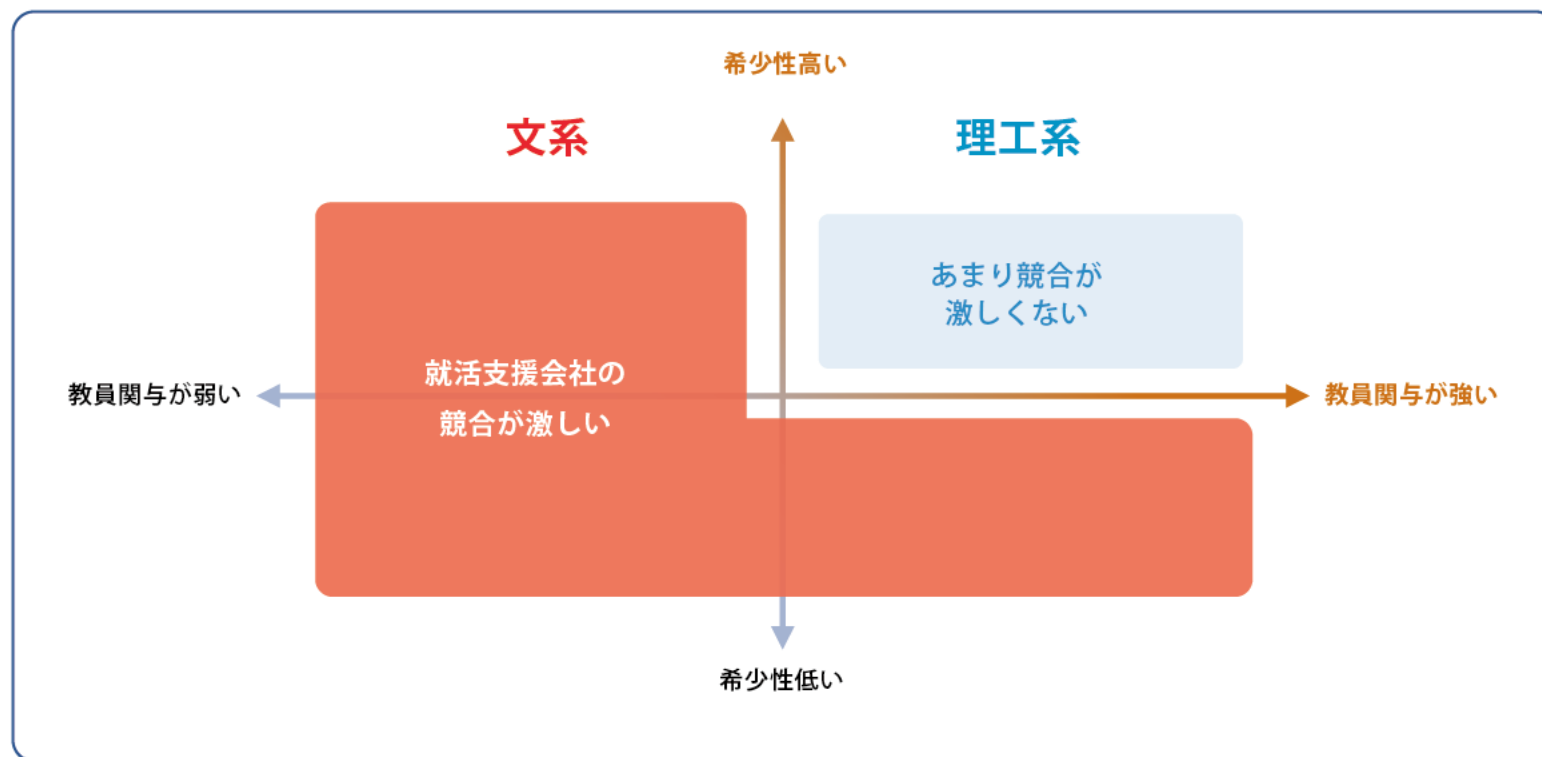 希少性高い
文系
理工系
あまり競合が
激しくない
就活支援会社の
競合が激しい
教員関与が弱い
教員関与が強い
希少性低い